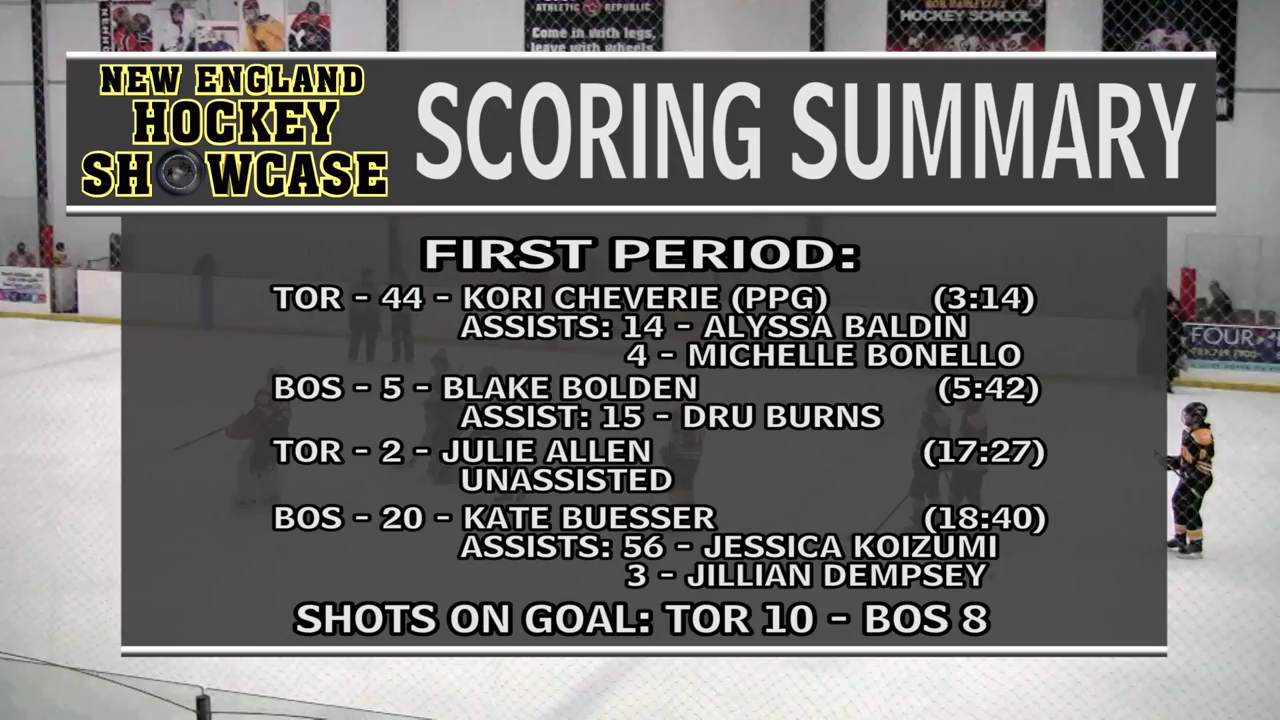 ATHLETIC REPUBLIC
Come in with legs,
leave with wheels
HOCKEY SCHOOL
NEW ENGLAND
HOCKEY
SHOWCASE
SCORING SUMMARY
FIRST PERIOD:
TOR - 44 - KORI CHEVERIE (PPG) (3:14)
ASSISTS: 14 - ALYSSA BALDIN
4 - MICHELLE BONELLO
BOS - 5 - BLAKE BOLDEN (5:42)
ASSIST: 15 - DRU BURNS
TOR - 2 - JULIE ALLEN (17:27)
UNASSISTED
BOS - 20 - KATE BUESSER (18:40)
ASSISTS: 56 - JESSICA KOIZUMI
3 - JILLIAN DEMPSEY
SHOTS ON GOAL: TOR 10 - BOS 8
FOUR